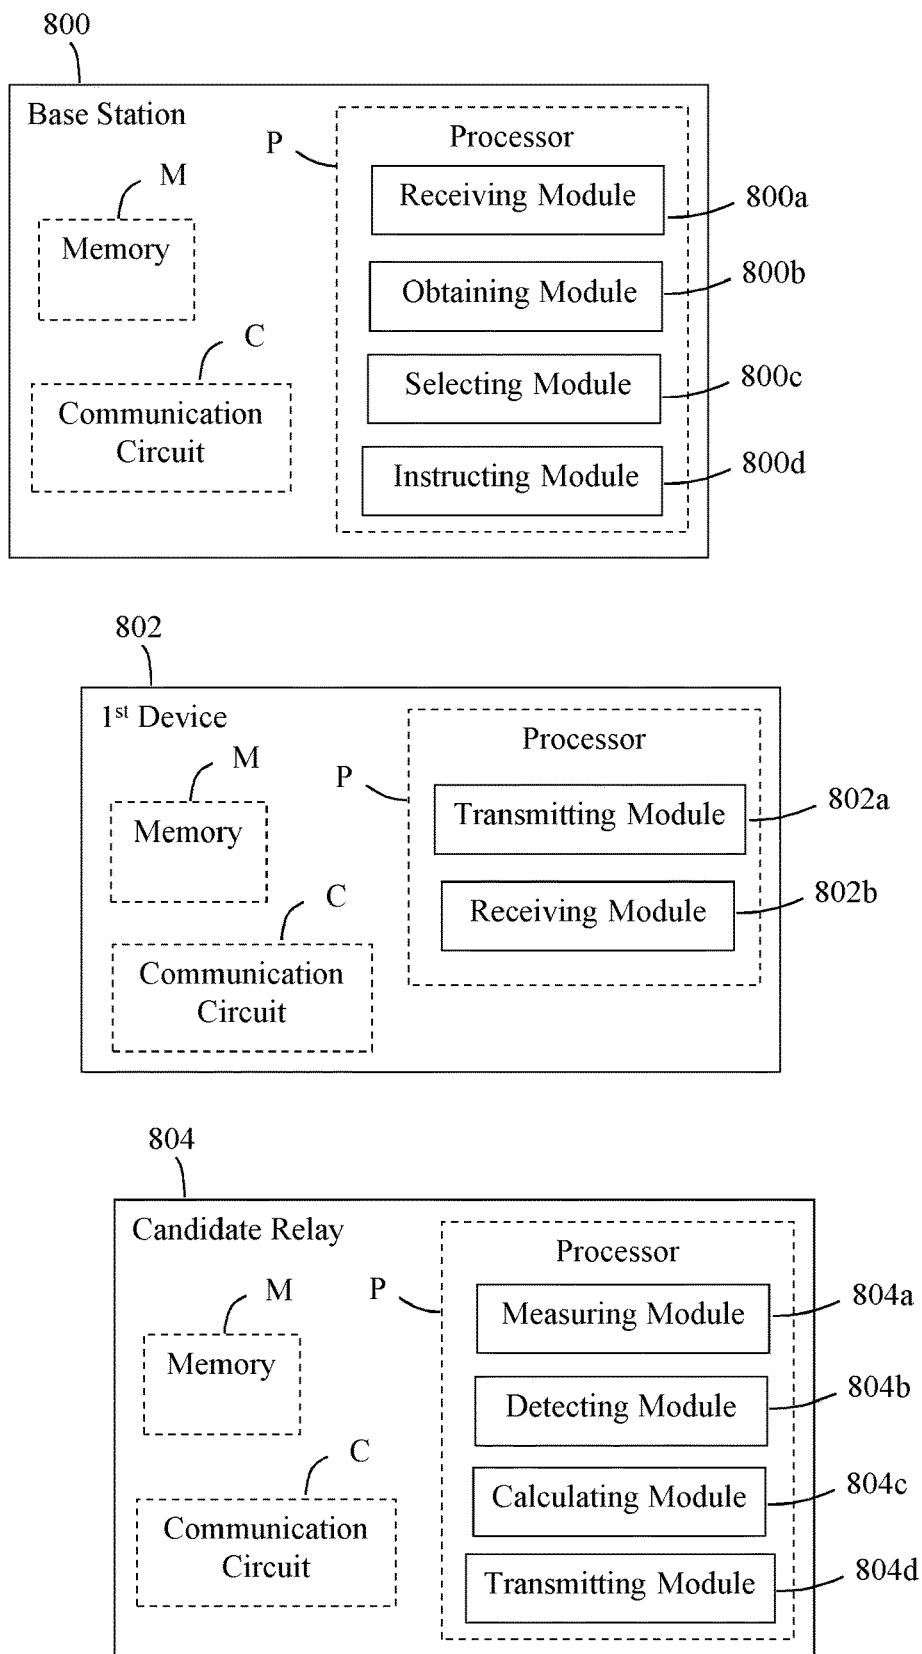 800
Base Station
P
Processor
M
Receiving Module
800a
Memory
Obtaining Module
800b
C
Selecting Module
800c
Communication
Circuit
Instructing Module
800d
802
1st Device
Processor
M
P
Transmitting Module
802a
Memory
C
Receiving Module
802b
Communication
Circuit
804
Candidate Relay
Processor
M
P
Measuring Module
804a
Memory
Detecting Module
804b
C
Calculating Module
804c
Communication
Circuit
Transmitting Module
804d